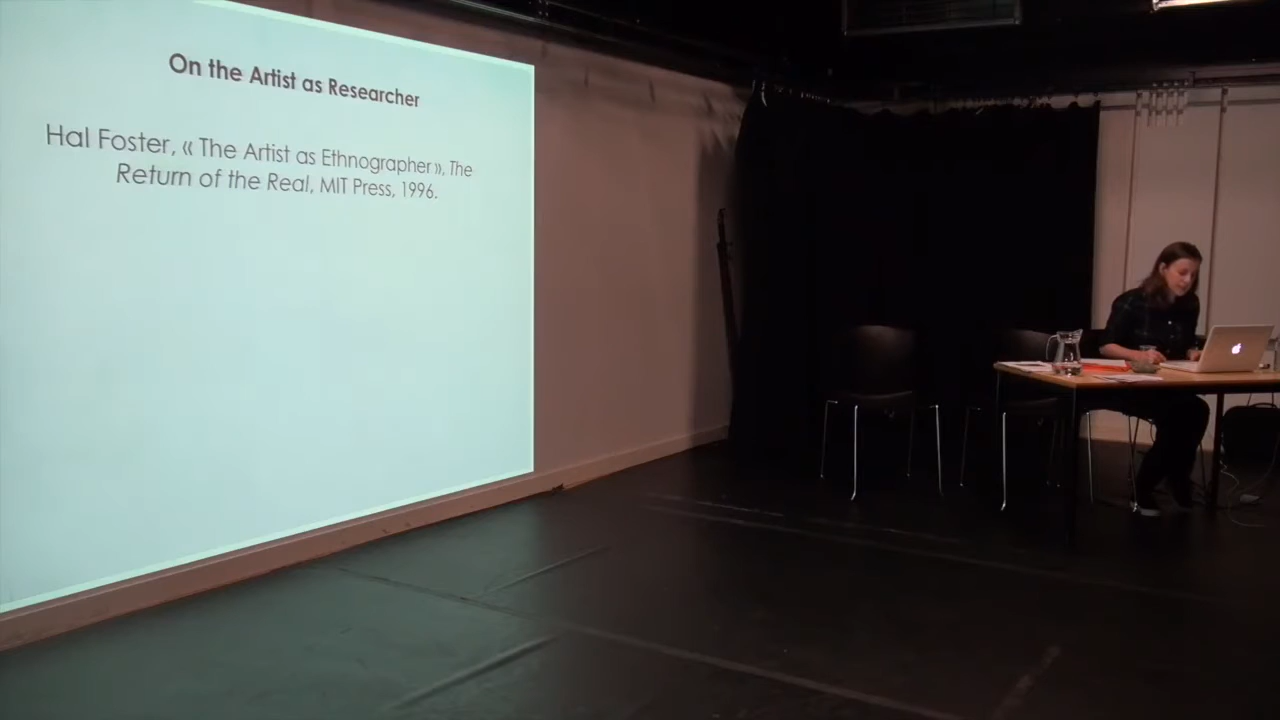 On the Artist as Researcher
Hal Foster, « The Artist as Ethnographer», The
Return of the Real, MIT Press, 1996.